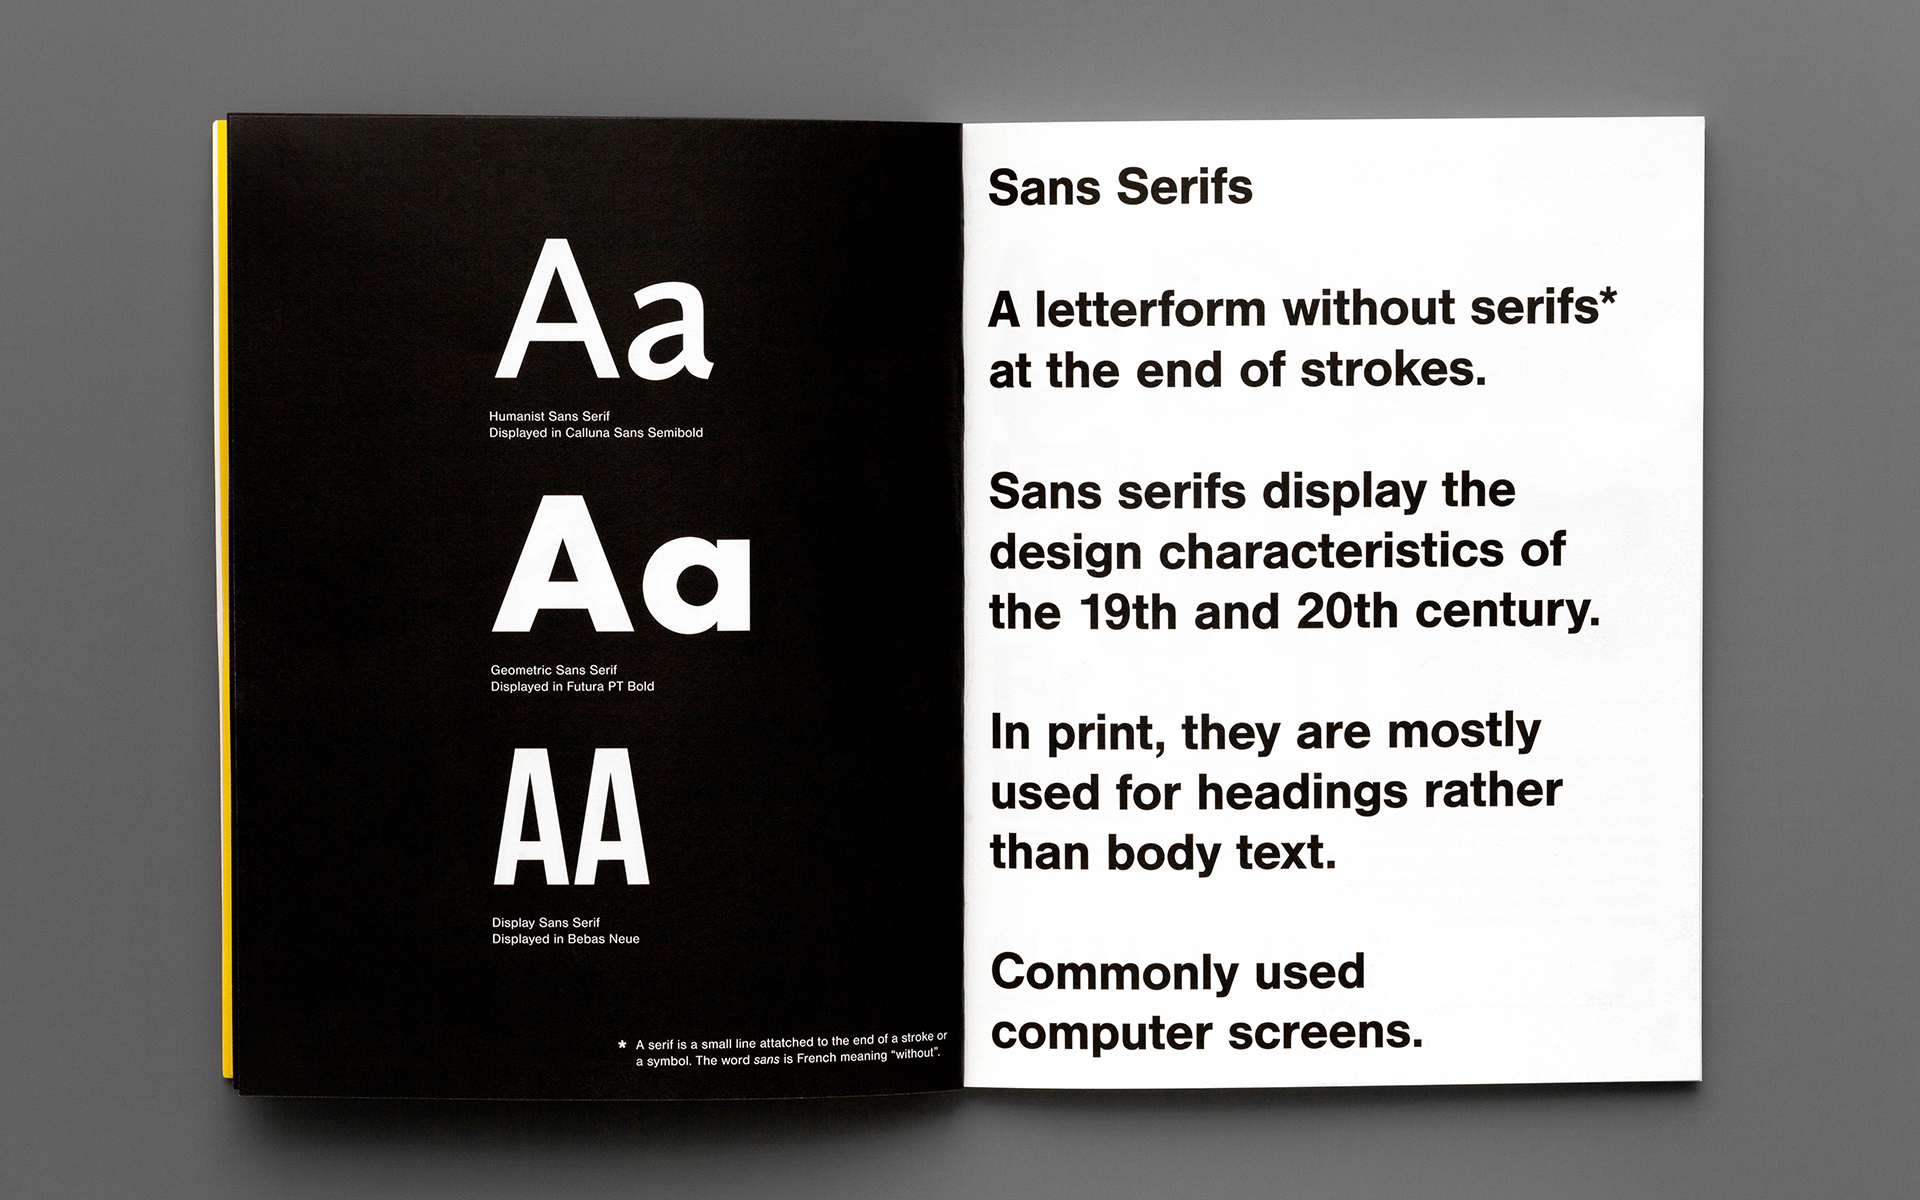 Aa
Humanist Sans Serif
Displayed in Calluna Sans Semibold
Aa
Geometric Sans Serif
Displayed in Futura PT Bold
AA
Display Sans Serif
Displayed in Bebas Neue
* A serif is a small line attatched to the end of a stroke or
a symbol. The word sans is French meaning “without”.
Sans Serifs
A letterform without serifs*
at the end of strokes.
Sans serifs display the
design characteristics of
the 19th and 20th century.
In print, they are mostly
used for headings rather
than body text.
Commonly used
computer screens.